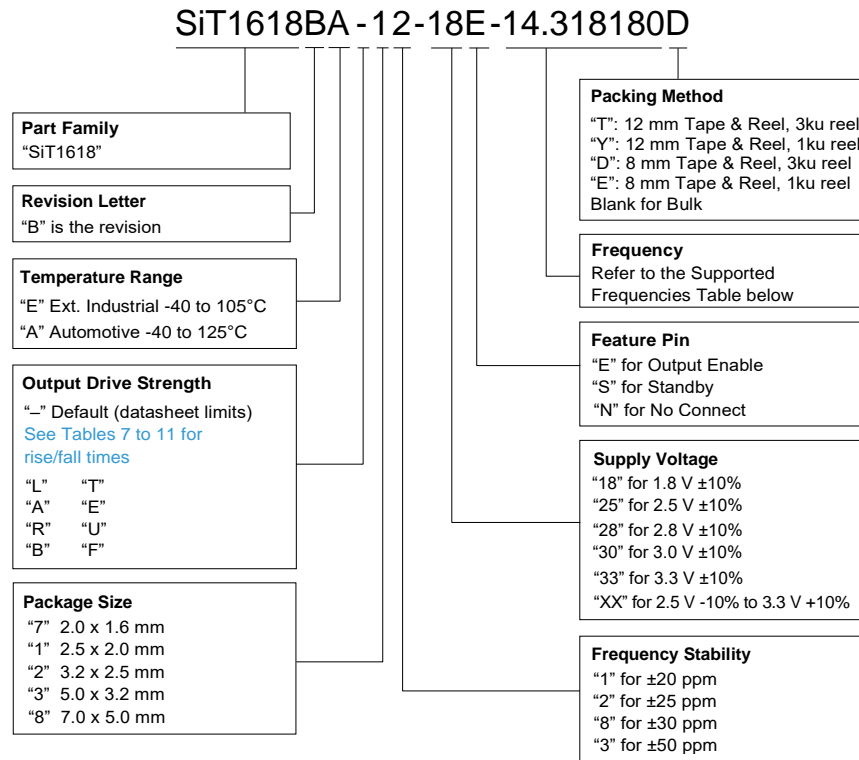 SiT1618BA-12-18E-14.318180D
Part Family
“SiT1618”
Revision Letter
“B” is the revision
Temperature Range
“E” Ext. Industrial -40 to 105°C
“A” Automotive -40 to 125°C
Output Drive Strength
“–” Default (datasheet limits)
See Tables 7 to 11 for
rise/fall times
“L” “T”
“A” “E”
“R” “U”
“B” “F”
Package Size
“7” 2.0 x 1.6 mm
“1” 2.5 x 2.0 mm
“2” 3.2 x 2.5 mm
“3” 5.0 x 3.2 mm
“8” 7.0 x 5.0 mm
Packing Method
“T”: 12 mm Tape & Reel, 3ku reel
“Y”: 12 mm Tape & Reel, 1ku reel
“D”: 8 mm Tape & Reel, 3ku reel
“E”: 8 mm Tape & Reel, 1ku reel
Blank for Bulk
Frequency
Refer to the Supported
Frequencies Table below
Feature Pin
“E” for Output Enable
“S” for Standby
“N” for No Connect
Supply Voltage
“18” for 1.8 V ±10%
“25” for 2.5 V ±10%
“28” for 2.8 V ±10%
“30” for 3.0 V ±10%
“33” for 3.3 V ±10%
“XX” for 2.5 V -10% to 3.3 V +10%
Frequency Stability
“1” for ±20 ppm
“2” for ±25 ppm
“8” for ±30 ppm
“3” for ±50 ppm